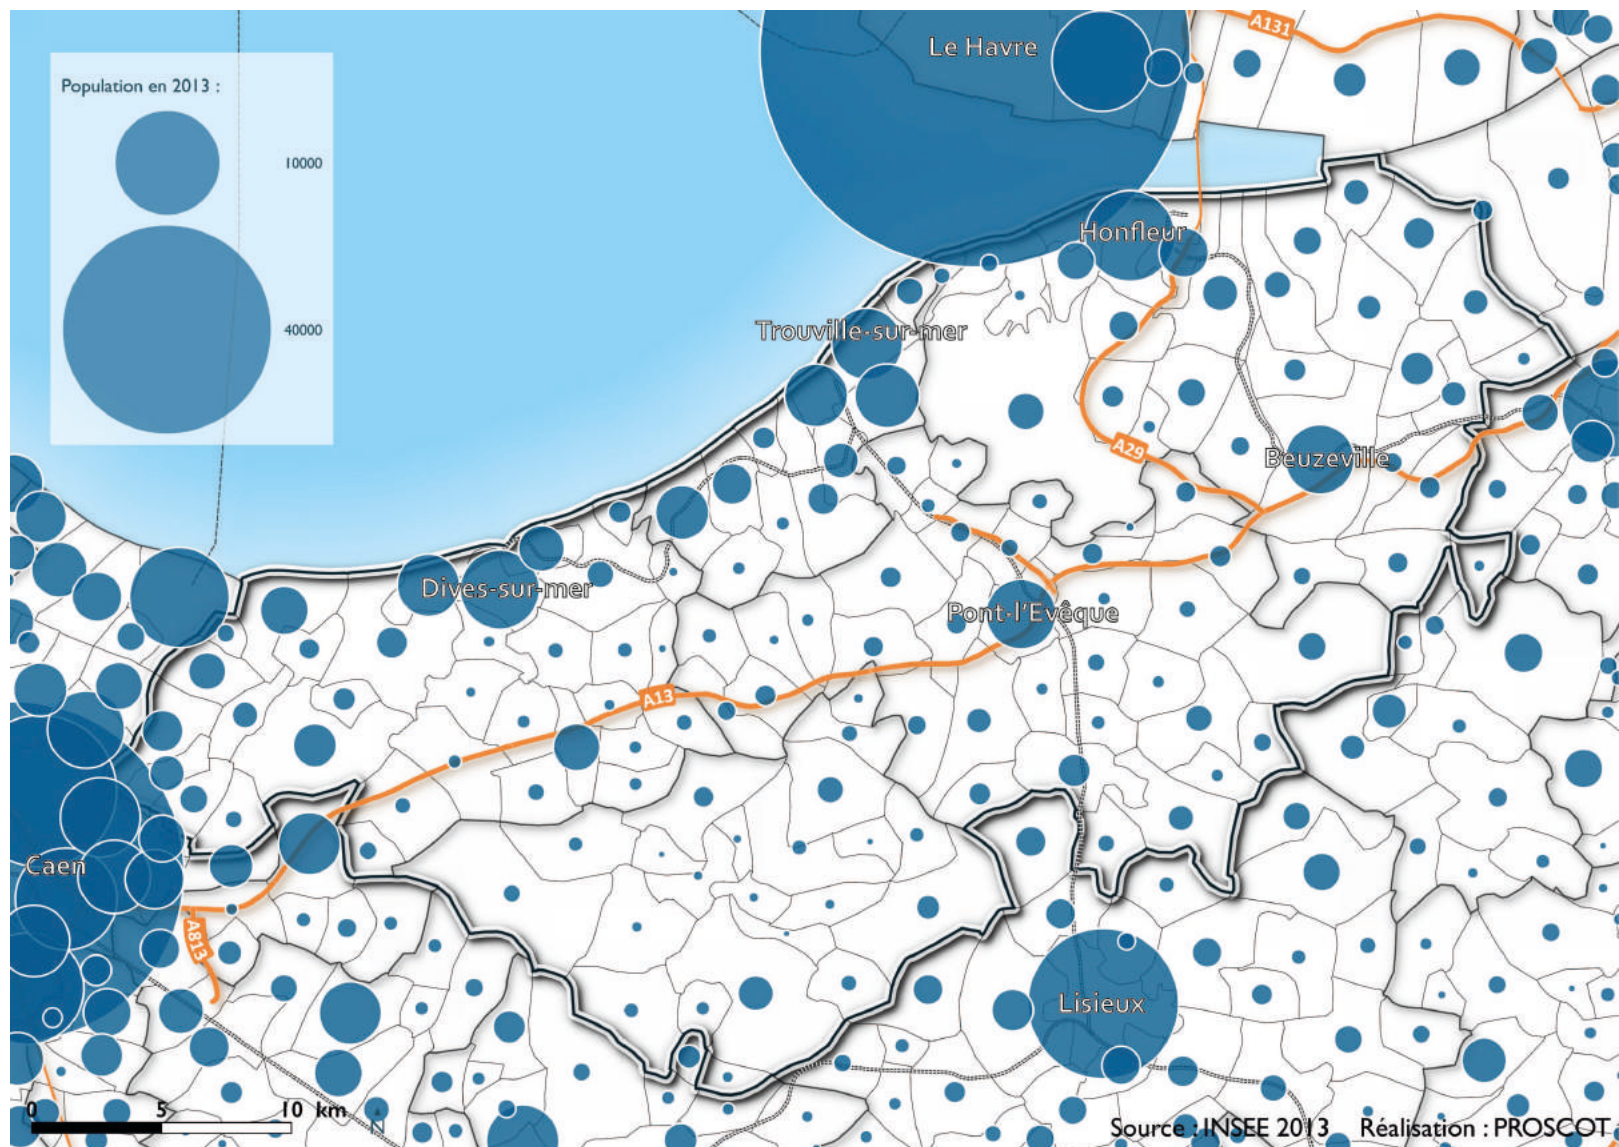 A131
Le Havre
Population en 2013 :
10000
Honfleur
40000
Trouville-sur-mer
A29
Beuzeville
Dives-sur-mer
Pont-l'Evêque
A13
Caen
A813
Lisieux
0 5 10 km
N
Source : INSEE 2013 Réalisation : PROSCOT